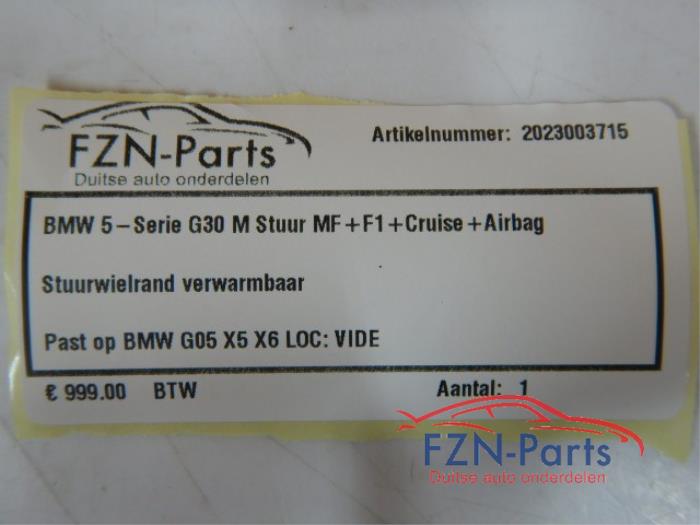 FZN-Parts
Duitse auto onderdelen
Artikelnummer: 2023003715
BMW 5-Serie G30 M Stuur MF+F1+Cruise+Airbag
Stuurwielrand verwarmbaar
Past op BMW G05 X5 X6 LOC: VIDE
€ 999.00 BTW Aantal: 1
FZN-Parts
Duitse auto onderdelen